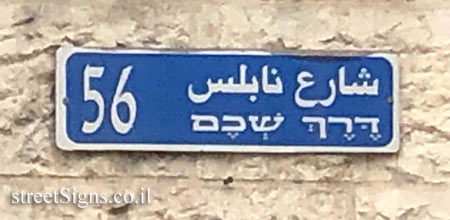 شارع نابلس
דֶּרֶךְ שְׁכֶם
56
streetSigns.co.il